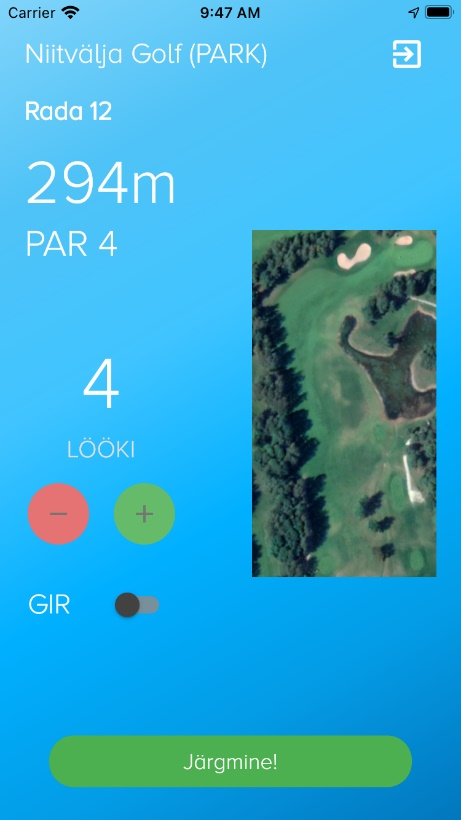 Carrier 9:47 AM
Niitvälja Golf (PARK)
Rada 12
294m
PAR 4
4
LÖÖKI
− +
GIR
Järgmine!